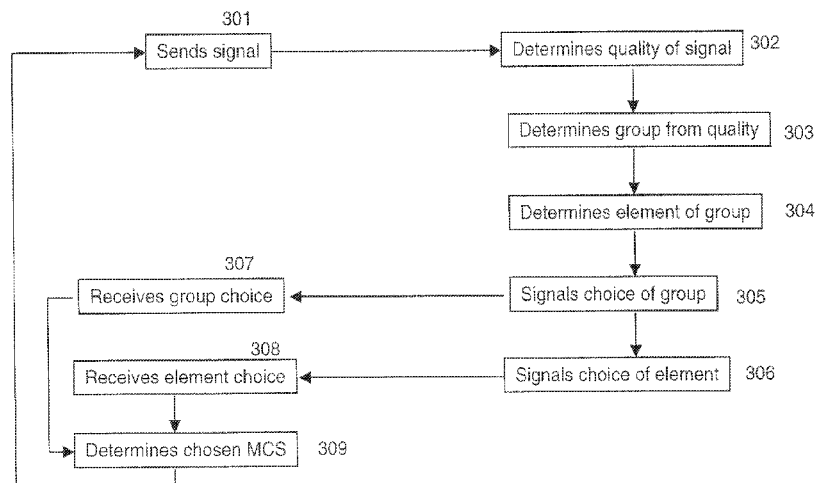 301
Sends signal
Determines quality of signal 302
Determines group from quality 303
Determines element of group 304
307
Receives group choice
Signals choice of group 305
308
Receives element choice
Signals choice of element 306
Determines chosen MCS 309